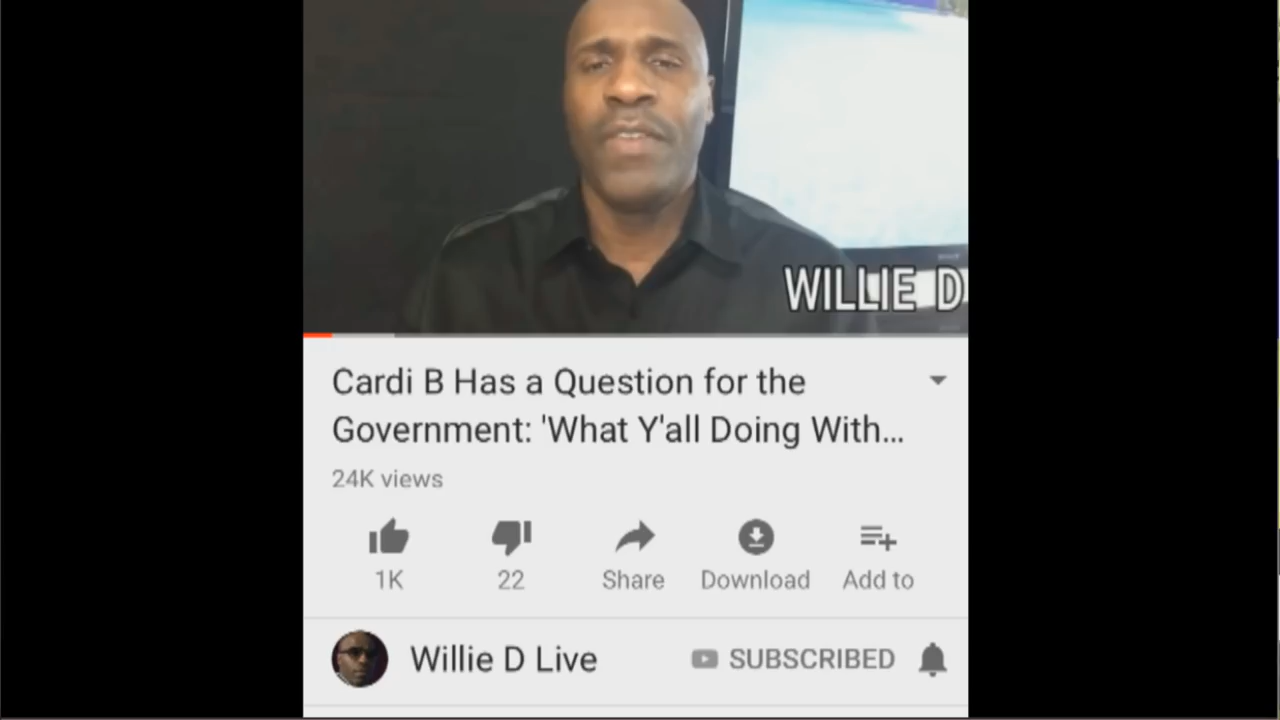 WILLIE D
Cardi B Has a Question for the
Government: 'What Y'all Doing With...
24K views
1K
22
Share
Download
Add to
Willie D Live
SUBSCRIBED